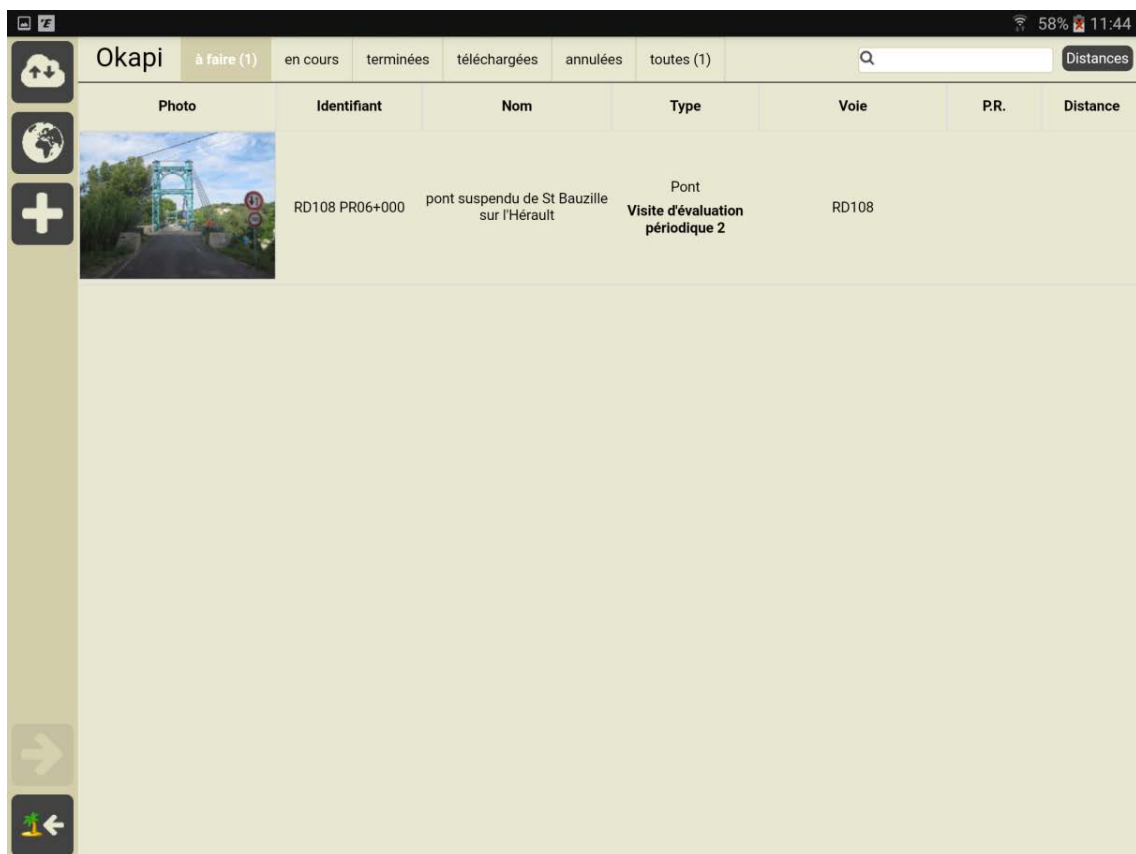 58% 11:44
Okapi à faire (1) en cours terminées téléchargées annulées toutes (1) Distances
Photo Identifiant Nom Type Voie P.R. Distance
RD108 PR06+000
pont suspendu de St Bauzille
sur l'Hérault
Pont
Visite d'évaluation
périodique 2
RD108